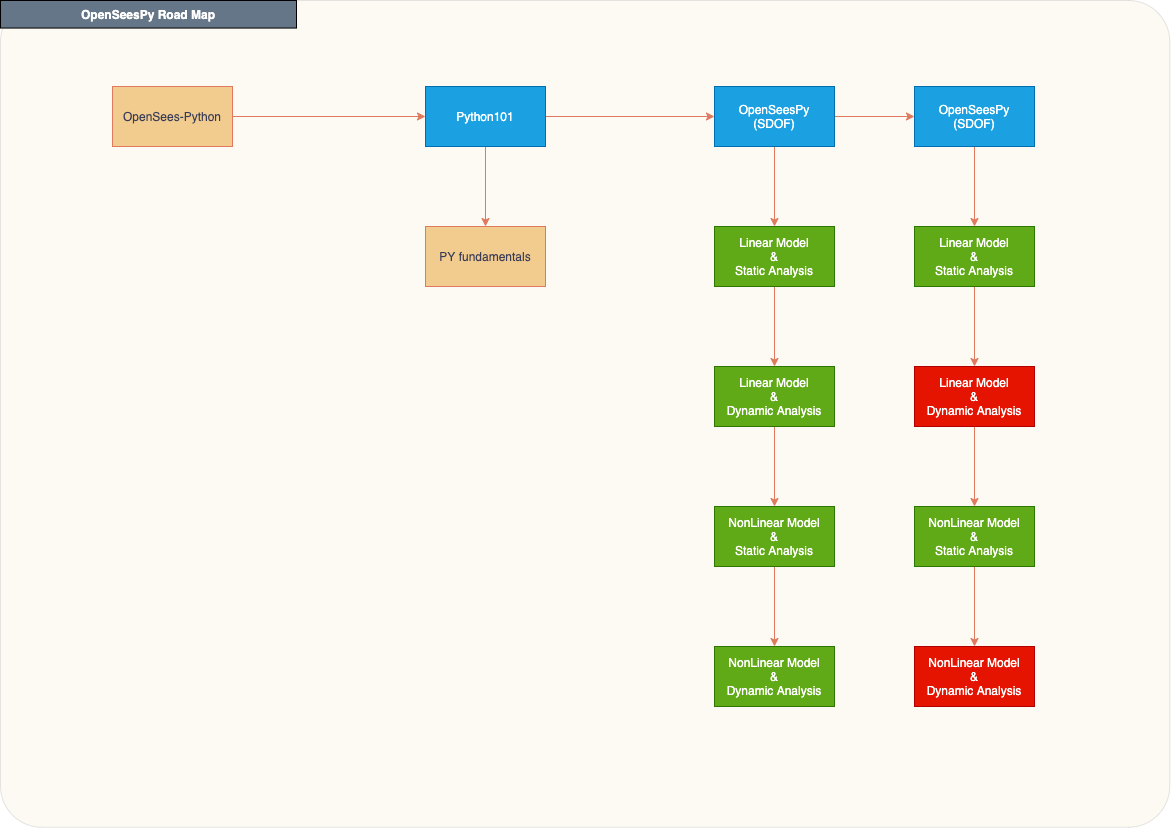 OpenSeesPy Road Map
OpenSees-Python
Python101
OpenSeesPy
(SDOF)
OpenSeesPy
(SDOF)
PY fundamentals
Linear Model
&
Static Analysis
Linear Model
&
Static Analysis
Linear Model
&
Dynamic Analysis
Linear Model
&
Dynamic Analysis
NonLinear Model
&
Static Analysis
NonLinear Model
&
Static Analysis
NonLinear Model
&
Dynamic Analysis
NonLinear Model
&
Dynamic Analysis